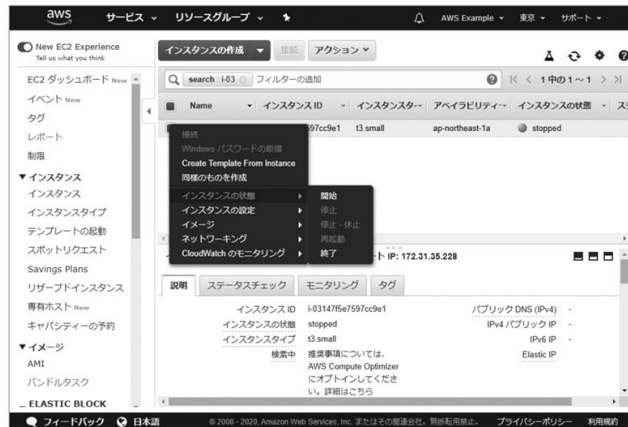 aws サービス リソースグループ AWS Example 東京 サポート
New EC2 Experience
Tell us what you think
インスタンスの作成 接続 アクション
EC2 ダッシュボード New
search : i-03 フィルターの追加 1 中の 1 ~ 1
イベント New
Name インスタンス ID インスタンスタ アベイラビリティ インスタンスの状態 ス
タグ
597cc9e1 t3.small ap-northeast-1a stopped
レポート
制限
接続
Windows パスワードの取得
Create Template From Instance
同様のものを作成
インスタンスの状態
インスタンスの設定
イメージ
ネットワーキング
CloudWatch のモニタリング
開始
停止
停止 - 休止
再起動
終了
インスタンス
インスタンス
インスタンスタイプ
テンプレートの起動
スポットリクエスト
Savings Plans
リザーブドインスタンス
専有ホスト New
キャパシティーの予約
イメージ
AMI
バンドルタスク
ELASTIC BLOCK
ト IP: 172.31.35.228
説明 ステータスチェック モニタリング タグ
インスタンス ID i-03147f5e7597cc9e1 パブリック DNS (IPv4) -
インスタンスの状態 stopped IPv4 パブリック IP -
インスタンスタイプ t3.small IPv6 IP -
検索中 推奨事項については、 Elastic IP
AWS Compute Optimizer
にオプトインしてくださ
い。詳細はこちら
フィードバック 日本語 © 2008 - 2020, Amazon Web Services, Inc. またはその関連会社。無断転用禁止。 プライバシーポリシー 利用規約